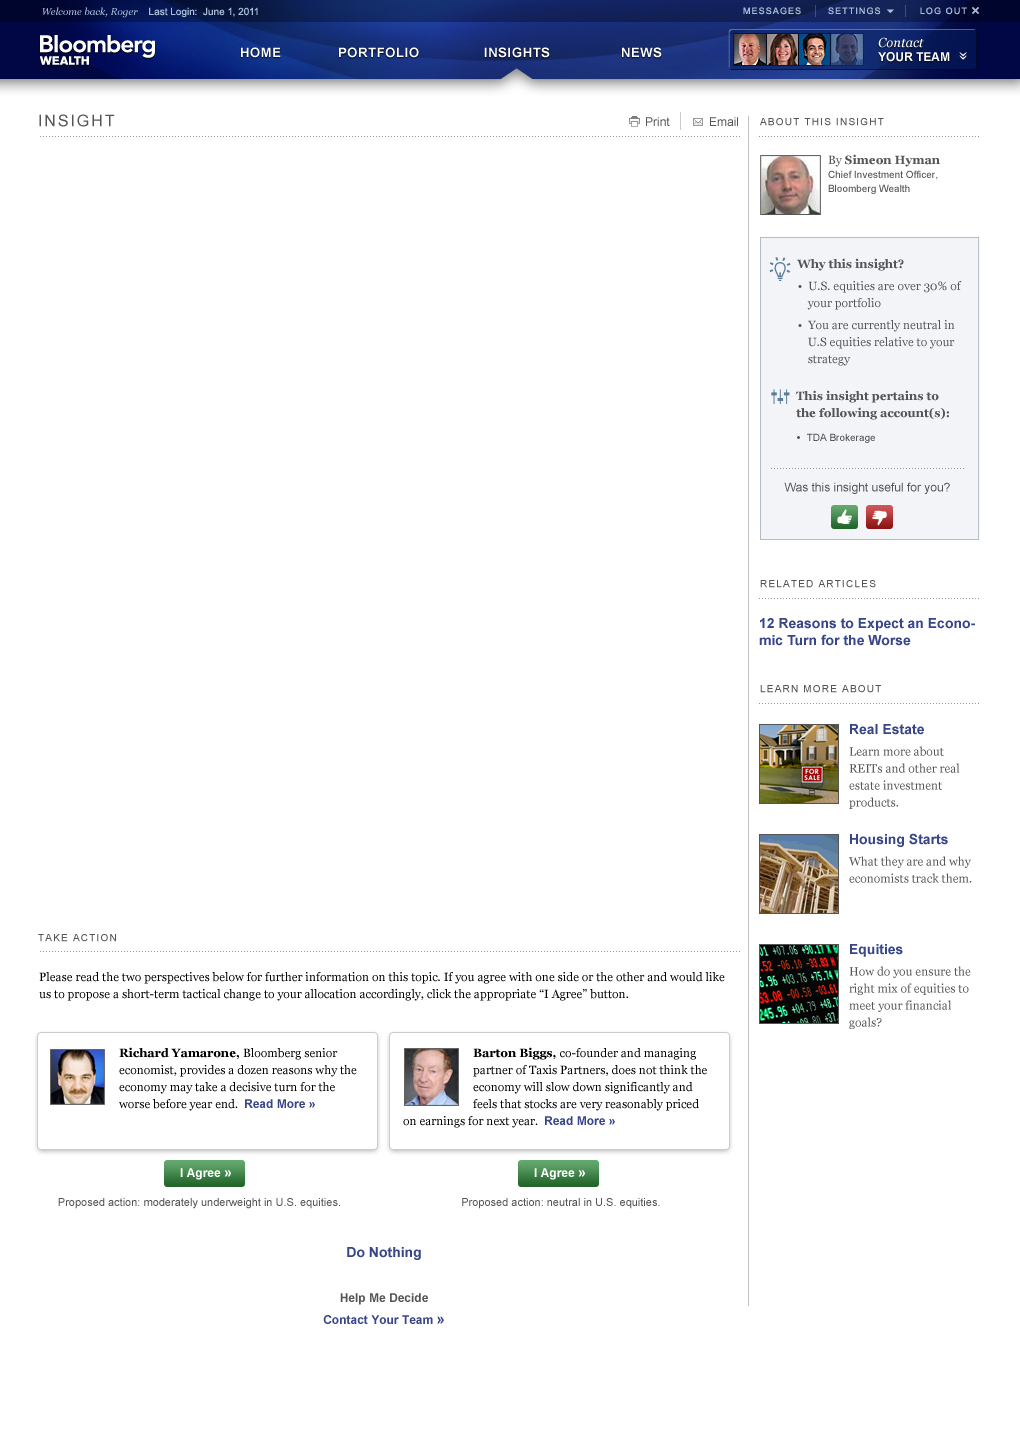 Welcome back, Roger Last Login: June 1, 2011
MESSAGES SETTINGS LOG OUT
Bloomberg
WEALTH
HOME PORTFOLIO INSIGHTS NEWS
Contact
YOUR TEAM
INSIGHT
Print Email
ABOUT THIS INSIGHT
By Simeon Hyman
Chief Investment Officer,
Bloomberg Wealth
Why this insight?
• U.S. equities are over 30% of
your portfolio
• You are currently neutral in
U.S equities relative to your
strategy
This insight pertains to
the following account(s):
• TDA Brokerage
Was this insight useful for you?
RELATED ARTICLES
12 Reasons to Expect an Econo-
mic Turn for the Worse
LEARN MORE ABOUT
FOR
SALE
Real Estate
Learn more about
REITs and other real
estate investment
products.
Housing Starts
What they are and why
economists track them.
Equities
How do you ensure the
right mix of equities to
meet your financial
goals?
TAKE ACTION
Please read the two perspectives below for further information on this topic. If you agree with one side or the other and would like
us to propose a short-term tactical change to your allocation accordingly, click the appropriate “I Agree” button.
Richard Yamarone, Bloomberg senior
economist, provides a dozen reasons why the
economy may take a decisive turn for the
worse before year end. Read More »
I Agree »
Proposed action: moderately underweight in U.S. equities.
Barton Biggs, co-founder and managing
partner of Taxis Partners, does not think the
economy will slow down significantly and
feels that stocks are very reasonably priced
on earnings for next year. Read More »
I Agree »
Proposed action: neutral in U.S. equities.
Do Nothing
Help Me Decide
Contact Your Team »